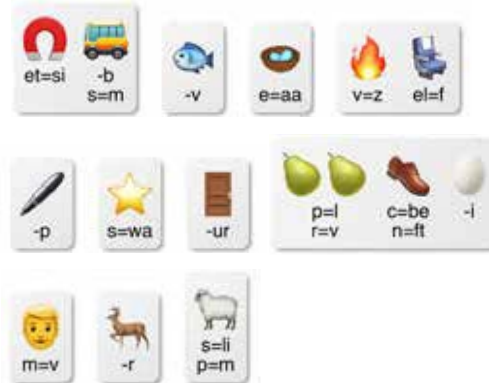 et=si -b
s=m
-v
e=aa
v=z el=f
-p
s=wa
-ur
p=l c=be -i
r=v n=ft
m=v
-r
s=li
p=m